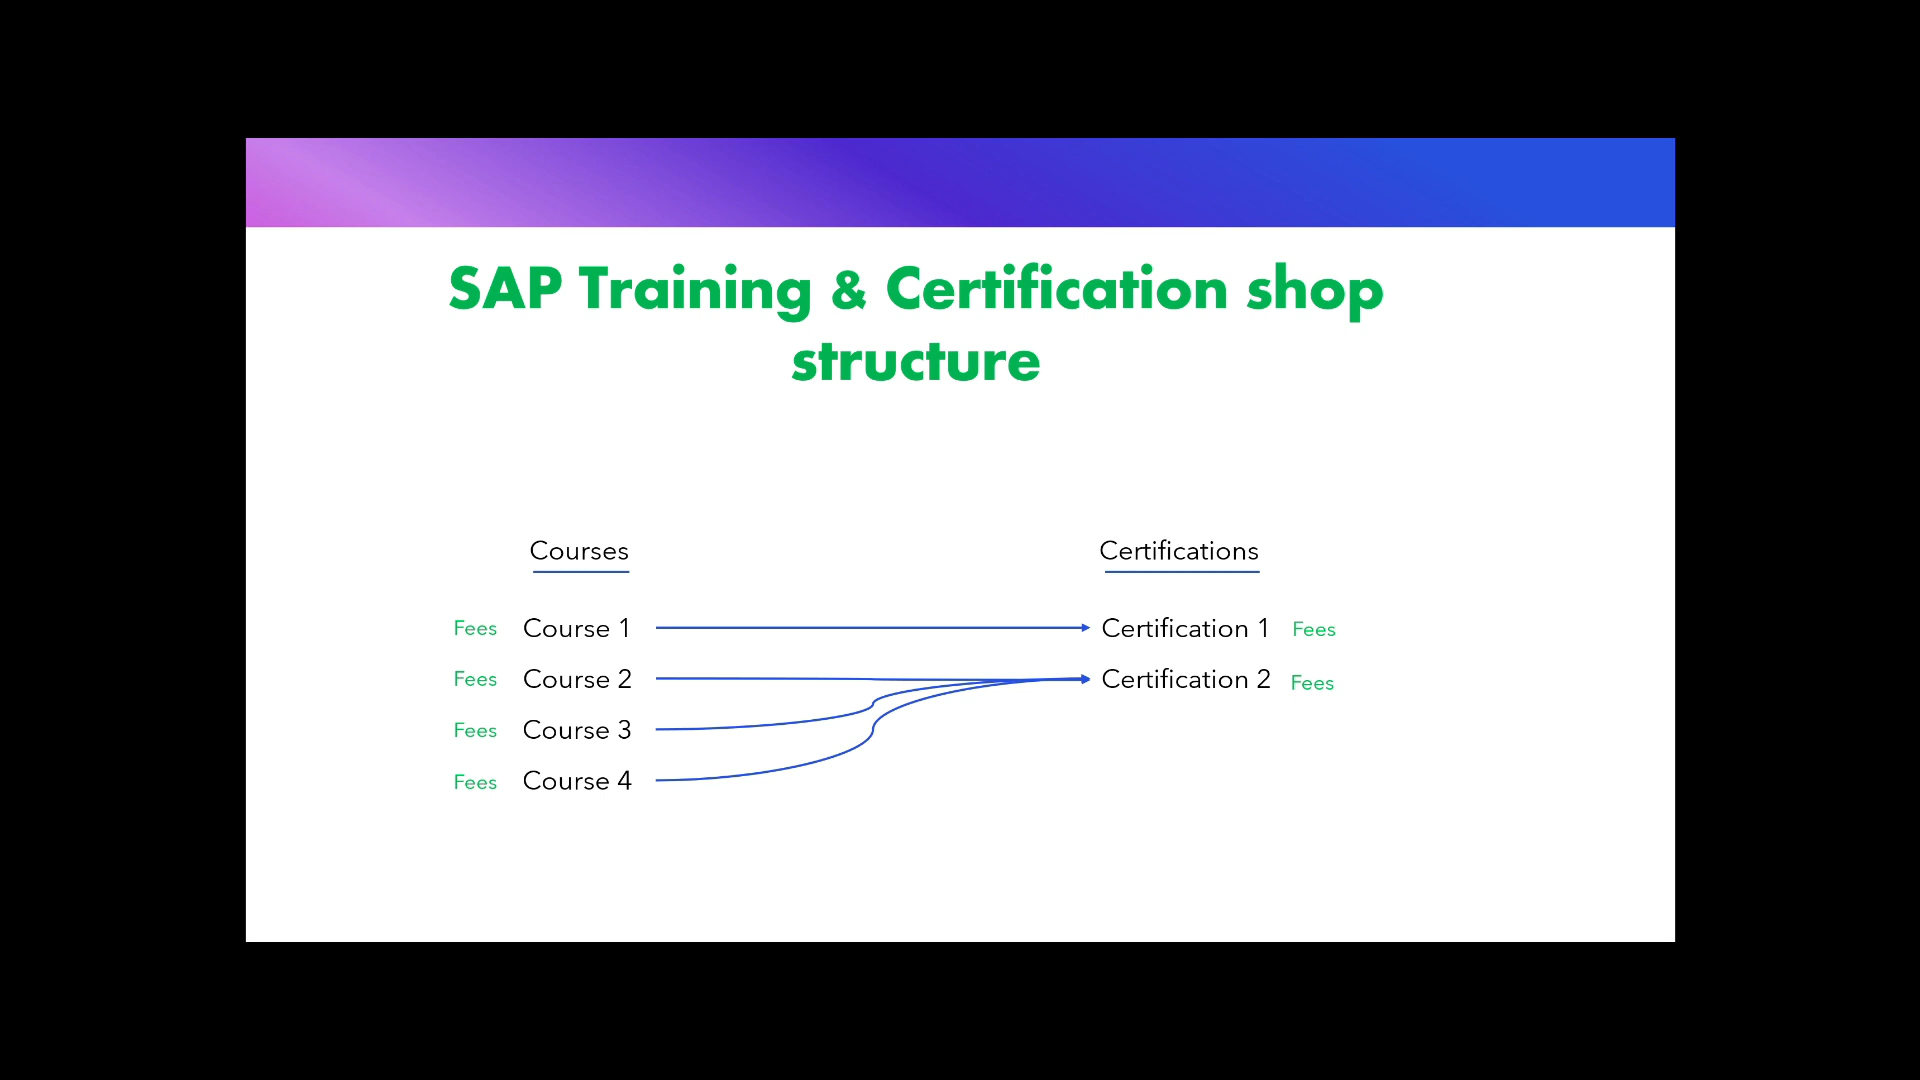 SAP Training & Certification shop
structure
Courses
Certifications
Fees Course 1 Certification 1 Fees
Fees Course 2 Certification 2 Fees
Fees Course 3
Fees Course 4